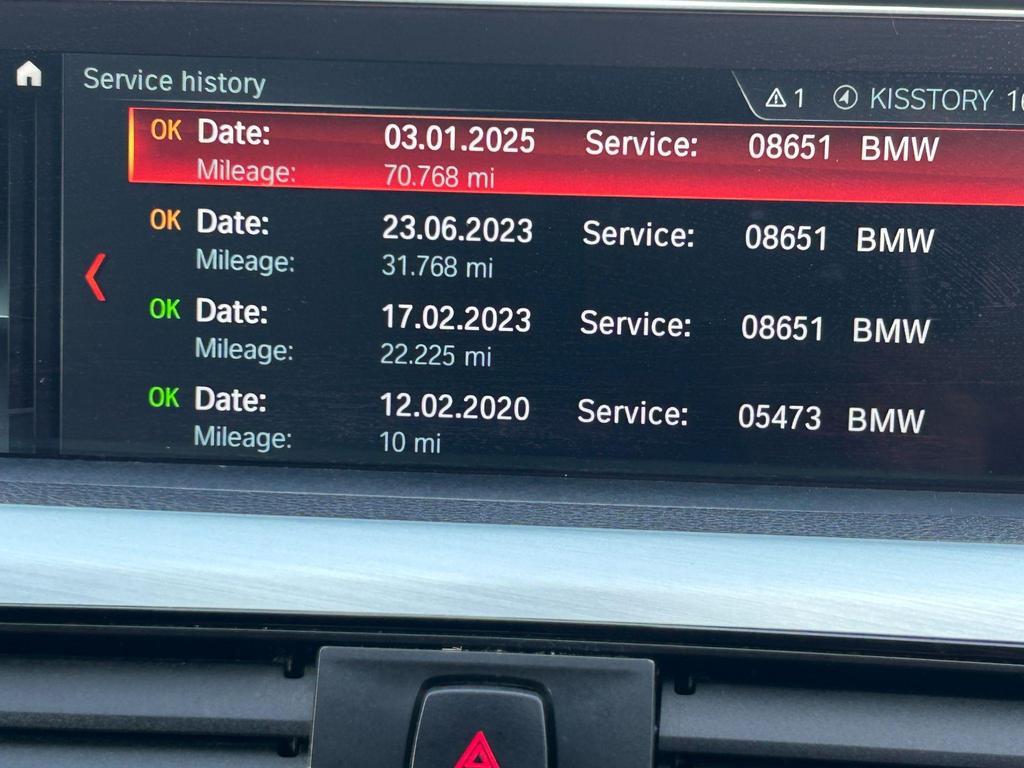 Service history
1 KISSTORY
OK Date: 03.01.2025 Service: 08651 BMW
Mileage: 70.768 mi
OK Date: 23.06.2023 Service: 08651 BMW
Mileage: 31.768 mi
OK Date: 17.02.2023 Service: 08651 BMW
Mileage: 22.225 mi
OK Date: 12.02.2020 Service: 05473 BMW
Mileage: 10 mi